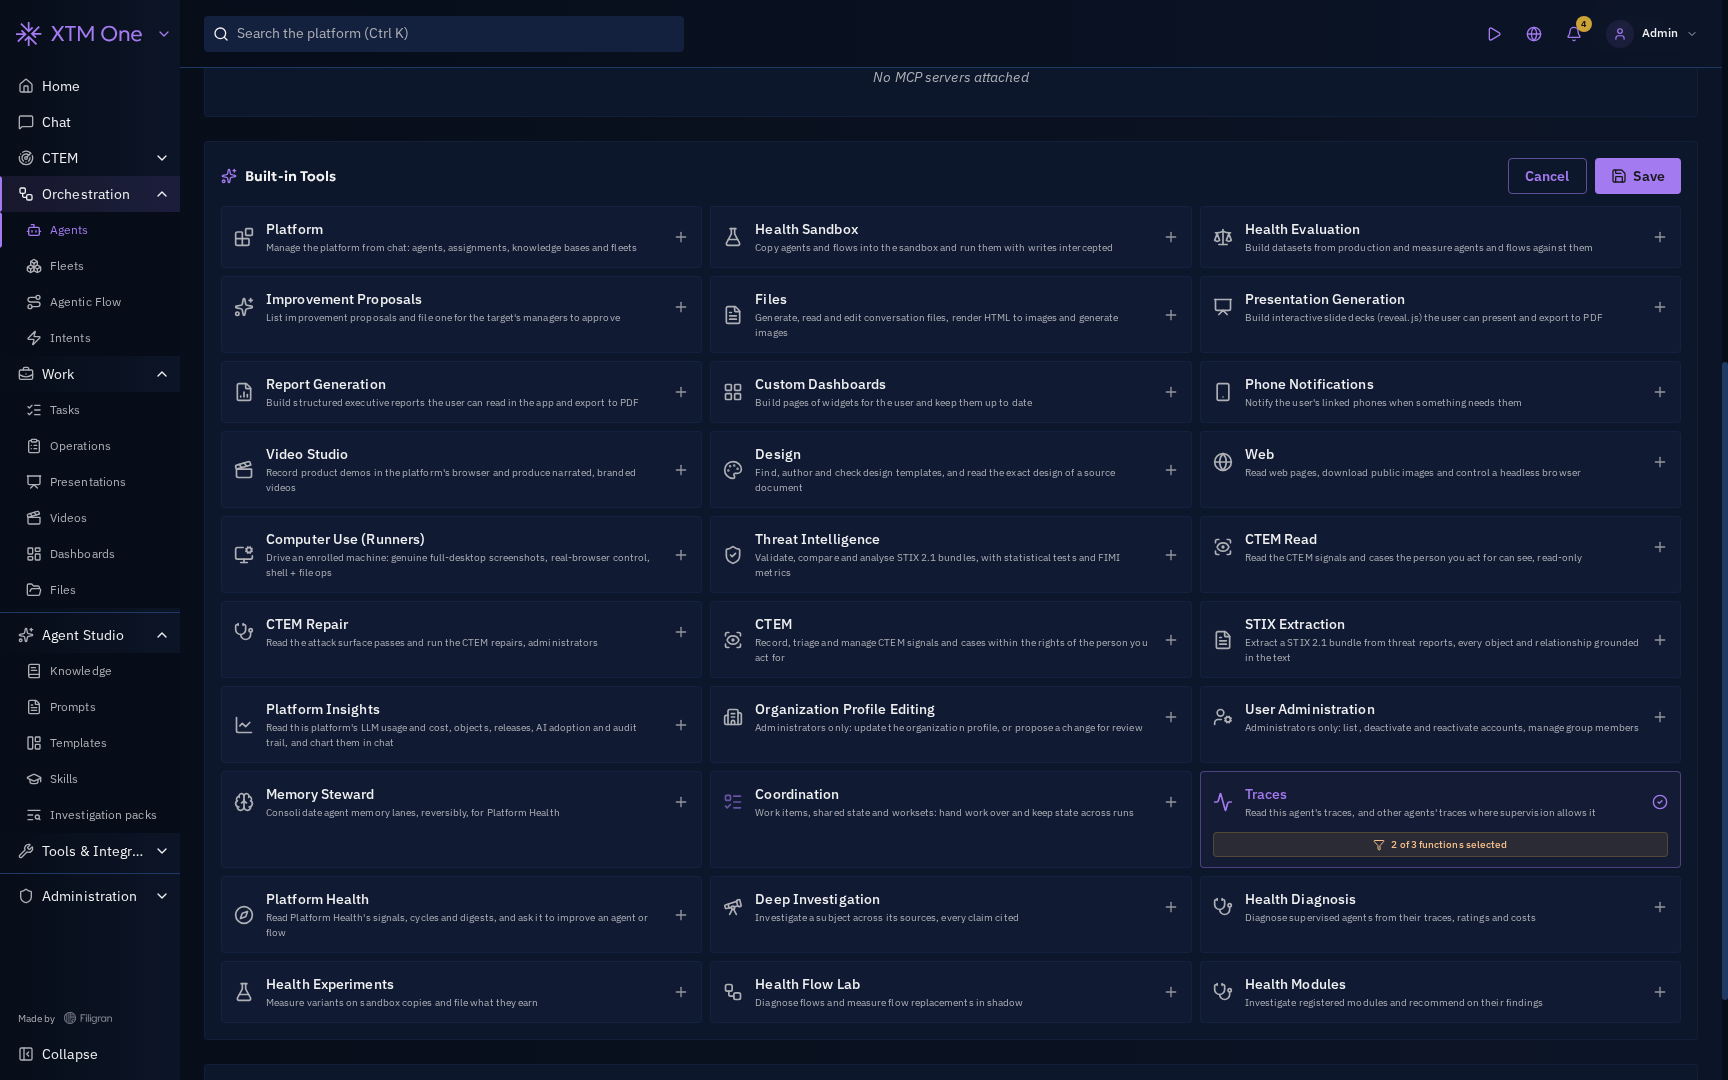 XTM One
Search the platform (Ctrl K)
4
Admin
Home
Chat
CTEM
Orchestration
Agents
Fleets
Agentic Flow
Intents
Work
Tasks
Operations
Presentations
Videos
Dashboards
Files
Agent Studio
Knowledge
Prompts
Templates
Skills
Investigation packs
Tools & Integr...
Administration
Made by Filigran
Collapse
No MCP servers attached
Built-in Tools
Cancel
Save
Platform
Manage the platform from chat: agents, assignments, knowledge bases and fleets
Health Sandbox
Copy agents and flows into the sandbox and run them with writes intercepted
Health Evaluation
Build datasets from production and measure agents and flows against them
Improvement Proposals
List improvement proposals and file one for the target's managers to approve
Files
Generate, read and edit conversation files, render HTML to images and generate
images
Presentation Generation
Build interactive slide decks (reveal.js) the user can present and export to PDF
Report Generation
Build structured executive reports the user can read in the app and export to PDF
Custom Dashboards
Build pages of widgets for the user and keep them up to date
Phone Notifications
Notify the user's linked phones when something needs them
Video Studio
Record product demos in the platform's browser and produce narrated, branded
videos
Design
Find, author and check design templates, and read the exact design of a source
document
Web
Read web pages, download public images and control a headless browser
Computer Use (Runners)
Drive an enrolled machine: genuine full-desktop screenshots, real-browser control,
shell + file ops
Threat Intelligence
Validate, compare and analyse STIX 2.1 bundles, with statistical tests and FIMI
metrics
CTEM Read
Read the CTEM signals and cases the person you act for can see, read-only
CTEM Repair
Read the attack surface passes and run the CTEM repairs, administrators
CTEM
Record, triage and manage CTEM signals and cases within the rights of the person you
act for
STIX Extraction
Extract a STIX 2.1 bundle from threat reports, every object and relationship grounded
in the text
Platform Insights
Read this platform's LLM usage and cost, objects, releases, AI adoption and audit
trail, and chart them in chat
Organization Profile Editing
Administrators only: update the organization profile, or propose a change for review
User Administration
Administrators only: list, deactivate and reactivate accounts, manage group members
Memory Steward
Consolidate agent memory lanes, reversibly, for Platform Health
Coordination
Work items, shared state and worksets: hand work over and keep state across runs
Traces
Read this agent's traces, and other agents' traces where supervision allows it
2 of 3 functions selected
Platform Health
Read Platform Health's signals, cycles and digests, and ask it to improve an agent or
flow
Deep Investigation
Investigate a subject across its sources, every claim cited
Health Diagnosis
Diagnose supervised agents from their traces, ratings and costs
Health Experiments
Measure variants on sandbox copies and file what they earn
Health Flow Lab
Diagnose flows and measure flow replacements in shadow
Health Modules
Investigate registered modules and recommend on their findings